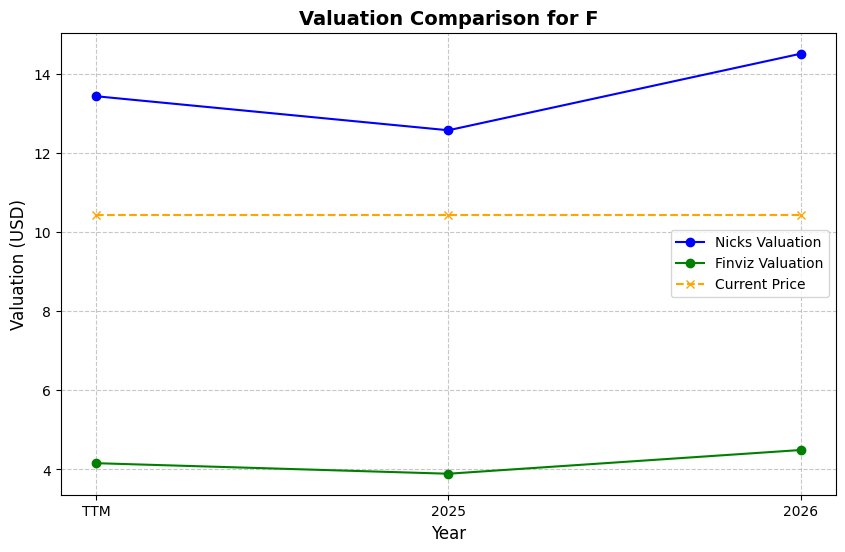 Valuation Comparison for F
Valuation (USD)
14
12
10
8
6
4
Nicks Valuation
Finviz Valuation
Current Price
TTM
2025
2026
Year